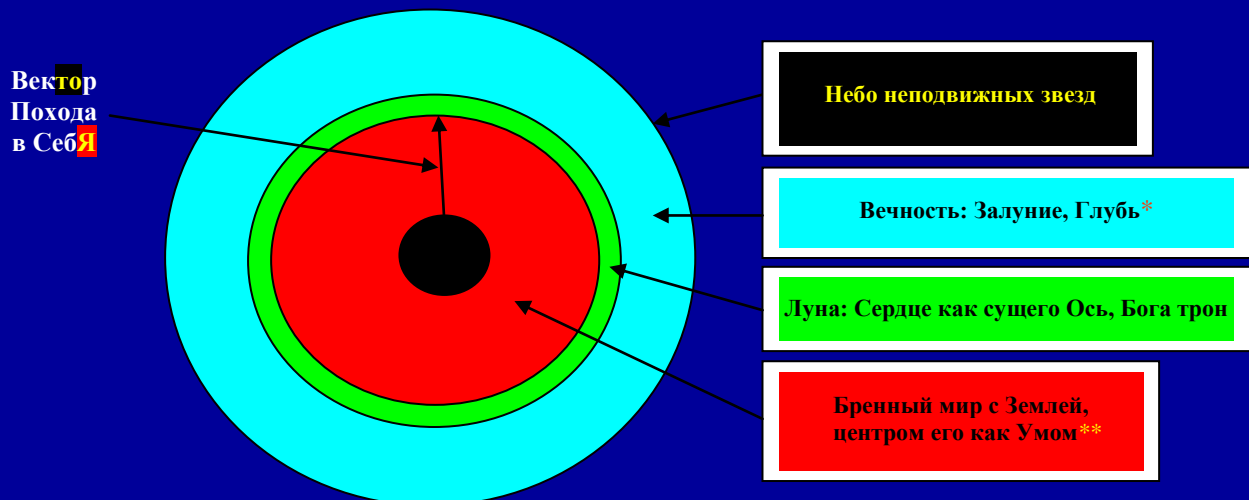 Вектор
Похода
в СебЯ
Небо неподвижных звезд
Вечность: Залуние, Глубь*
Луна: Сердце как сущего Ось, Бога трон
Бренный мир с Землей,
центром его как Умом**